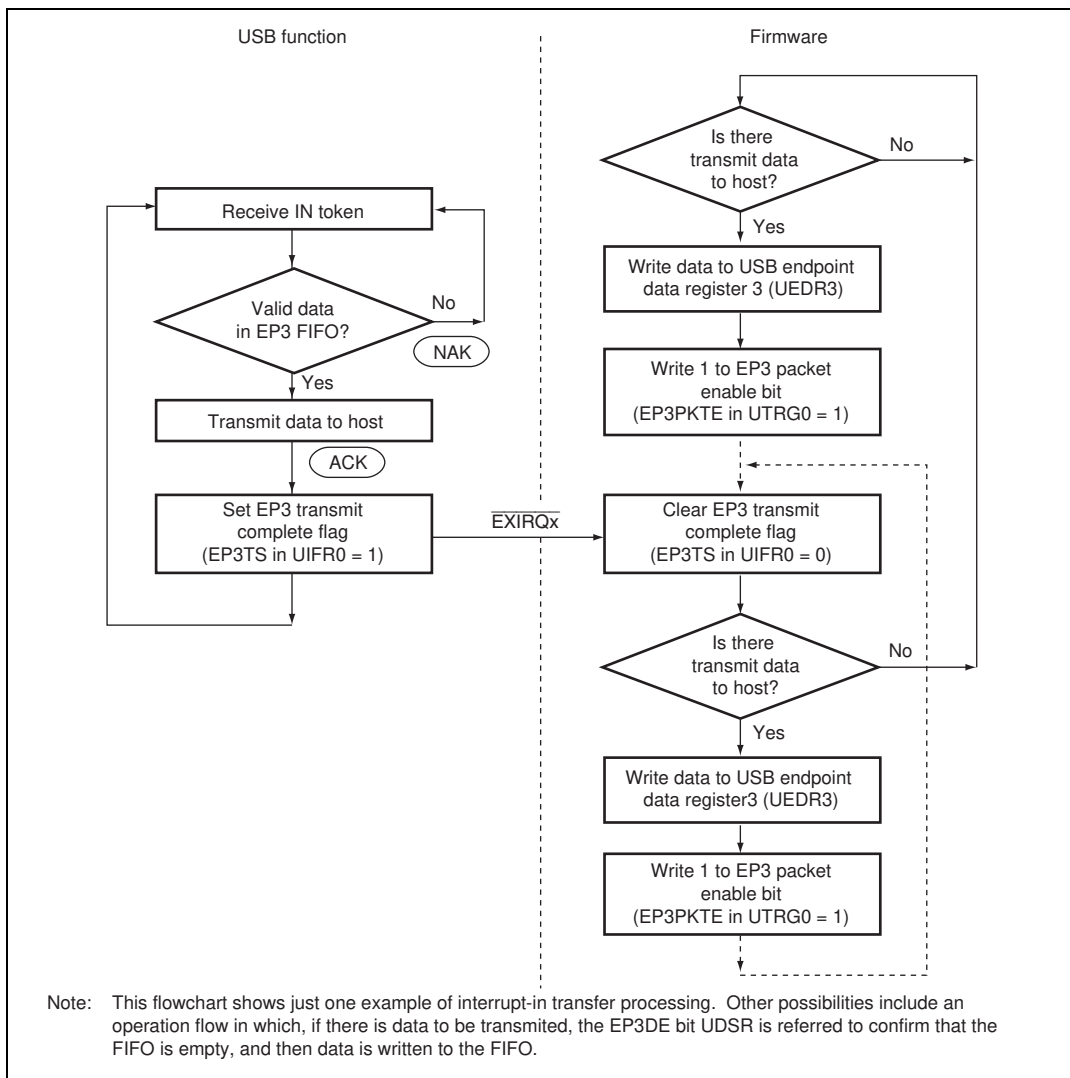 USB function
Firmware
Is there
transmit data
to host?
No
Yes
Receive IN token
Valid data
in EP3 FIFO?
No
NAK
Yes
Transmit data to host
ACK
Set EP3 transmit
complete flag
(EP3TS in UIFR0 = 1)
EXIRQx
Write data to USB endpoint
data register 3 (UEDR3)
Write 1 to EP3 packet
enable bit
(EP3PKTE in UTRG0 = 1)
Clear EP3 transmit
complete flag
(EP3TS in UIFR0 = 0)
Is there
transmit data
to host?
No
Yes
Write data to USB endpoint
data register3 (UEDR3)
Write 1 to EP3 packet
enable bit
(EP3PKTE in UTRG0 = 1)
Note: This flowchart shows just one example of interrupt-in transfer processing. Other possibilities include an
operation flow in which, if there is data to be transmitted, the EP3DE bit UDSR is referred to confirm that the
FIFO is empty, and then data is written to the FIFO.